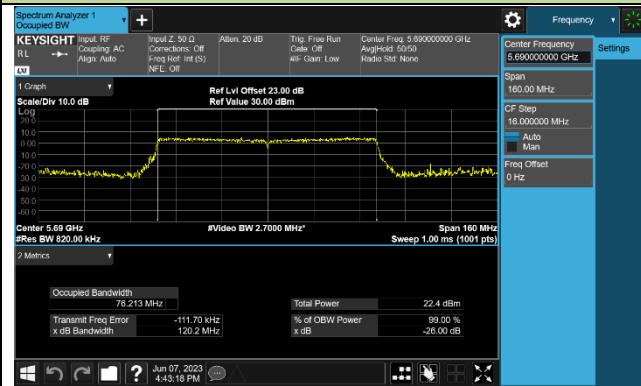 Spectrum Analyzer 1
Occupied BW
Frequency
KEYSIGHT
Input: RF
Input Z: 50 Ω
Atten: 20 dB
Trig: Free Run
Center Freq: 5.690000000 GHz
RL
Coupling: AC
Corrections: Off
Gate: Off
Avg|Hold: 50/50
Align: Auto
Freq Ref: Int (S)
#IF Gain: Low
Radio Std: None
NFE: Off
LXI
Center Frequency
5.690000000 GHz
Settings
Span
160.00 MHz
CF Step
16.000000 MHz
Auto
Man
Freq Offset
0 Hz
1 Graph
Ref Lvl Offset 23.00 dB
Scale/Div 10.0 dB
Ref Value 30.00 dBm
Log
20.0
10.0
0.00
-10.0
-20.0
-30.0
-40.0
-50.0
-60.0
Center 5.69 GHz
#Video BW 2.7000 MHz*
Span 160 MHz
#Res BW 820.00 kHz
Sweep 1.00 ms (1001 pts)
2 Metrics
Occupied Bandwidth
76.213 MHz
Total Power
22.4 dBm
Transmit Freq Error
-111.70 kHz
% of OBW Power
99.00 %
x dB Bandwidth
120.2 MHz
x dB
-26.00 dB
?
Jun 07, 2023
4:43:18 PM